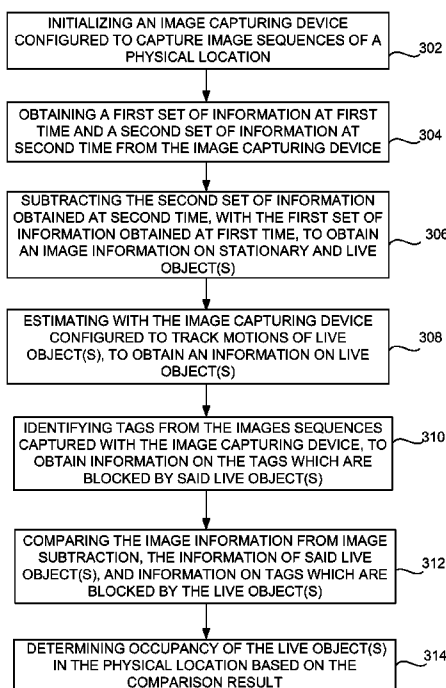 INITIALIZING AN IMAGE CAPTURING DEVICE
CONFIGURED TO CAPTURE IMAGE SEQUENCES OF A
PHYSICAL LOCATION
302
OBTAINING A FIRST SET OF INFORMATION AT FIRST
TIME AND A SECOND SET OF INFORMATION AT
SECOND TIME FROM THE IMAGE CAPTURING DEVICE
304
SUBTRACTING THE SECOND SET OF INFORMATION
OBTAINED AT SECOND TIME, WITH THE FIRST SET OF
INFORMATION OBTAINED AT FIRST TIME, TO OBTAIN
AN IMAGE INFORMATION ON STATIONARY AND LIVE
OBJECT(S)
306
ESTIMATING WITH THE IMAGE CAPTURING DEVICE
CONFIGURED TO TRACK MOTIONS OF LIVE
OBJECT(S), TO OBTAIN AN INFORMATION ON LIVE
OBJECT(S)
308
IDENTIFYING TAGS FROM THE IMAGES SEQUENCES
CAPTURED WITH THE IMAGE CAPTURING DEVICE, TO
OBTAIN INFORMATION ON THE TAGS WHICH ARE
BLOCKED BY SAID LIVE OBJECT(S)
310
COMPARING THE IMAGE INFORMATION FROM IMAGE
SUBTRACTION, THE INFORMATION OF SAID LIVE
OBJECT(S), AND INFORMATION ON TAGS WHICH ARE
BLOCKED BY THE LIVE OBJECT(S)
312
DETERMINING OCCUPANCY OF THE LIVE OBJECT(S)
IN THE PHYSICAL LOCATION BASED ON THE
COMPARISON RESULT
314